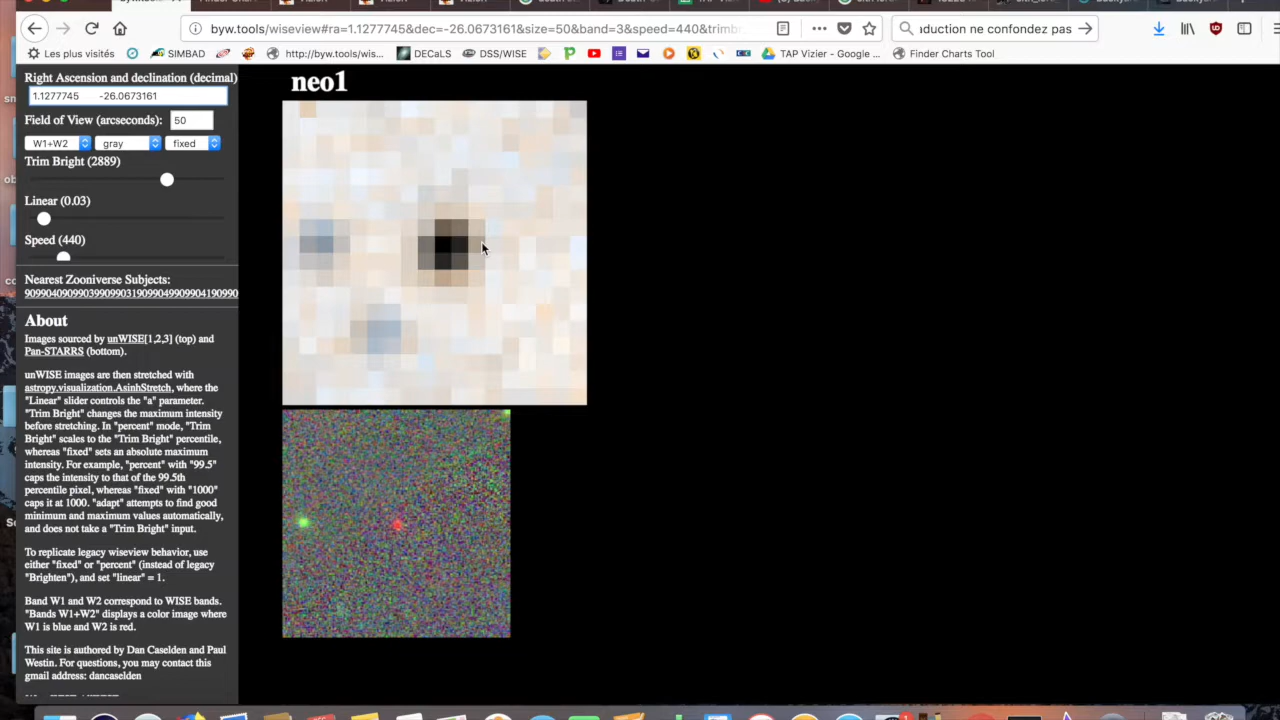 byw.tools/wiseview#ra=1.1277745&dec=-26.0673161&size=50&band=3&speed=440&trimb
aduction ne confondez pas
Les plus visités
SIMBAD
http://byw.tools/wis...
DECaLS
DSS/WISE
TAP Vizier - Google ...
Finder Charts Tool
Right Ascension and declination (decimal)
1.1277745 -26.0673161
neo1
Field of View (arcseconds): 50
W1+W2 gray fixed
Trim Bright (2889)
Linear (0.03)
Speed (440)
Nearest Zooniverse Subjects:
About
Images sourced by unWISE[1,2,3] (top) and
Pan-STARRS (bottom).
unWISE images are then stretched with
astropy.visualization.AsinhStretch, where the
"Linear" slider controls the "a" parameter.
"Trim Bright" changes the maximum intensity
before stretching. In "percent" mode, "Trim
Bright" scales to the "Trim Bright" percentile,
whereas "fixed" sets an absolute maximum
intensity. For example, "percent" with "99.5"
caps the intensity to that of the 99.5th
percentile pixel, whereas "fixed" with "1000"
caps it at 1000. "adapt" attempts to find good
minimum and maximum values automatically,
and does not take a "Trim Bright" input.
To replicate legacy wiseview behavior, use
either "fixed" or "percent" (instead of legacy
"Brighten"), and set "linear" = 1.
Band W1 and W2 correspond to WISE bands.
"Bands W1+W2" displays a color image where
W1 is blue and W2 is red.
This site is authored by Dan Caselden and Paul
Westin. For questions, you may contact this
gmail address: dancaselden